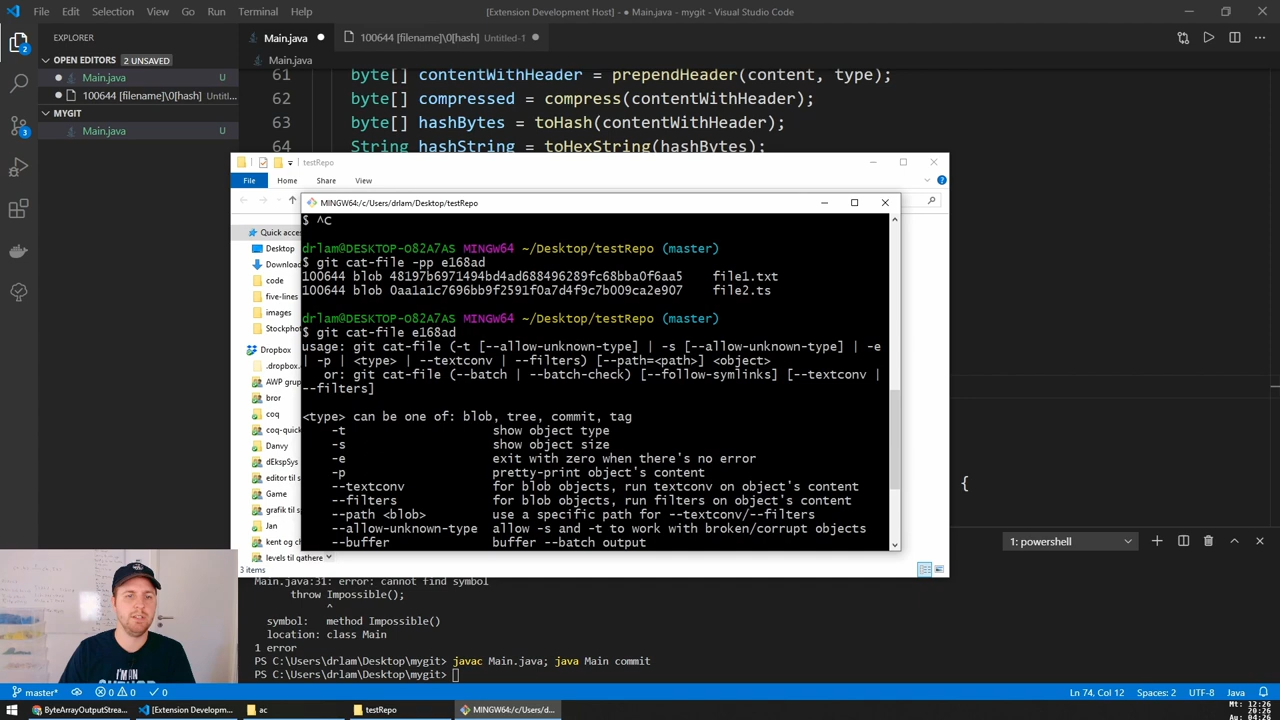 File Edit Selection View Go Run Terminal Help [Extension Development Host] - ● Main.java - mygit - Visual Studio Code
EXPLORER
Main.java
100644 [filename]\0[hash] Untitled-1
OPEN EDITORS 2 UNSAVED
Main.java U
100644 [filename]\0[hash] Untitl...
MYGIT
Main.java U
Main.java
61 byte[] contentWithHeader = prependHeader(content, type);
62 byte[] compressed = compress(contentWithHeader);
63 byte[] hashBytes = toHash(contentWithHeader);
64 String hashString = toHexString(hashBytes);
{
2
3
testRepo
File Home Share View
Quick acces
Desktop
Download
code
five-lines
images
Stockphot
Dropbox
.dropbox.
AWP grup
bror
coq
coq-quick
Danvy
dEkspSys
editor til s
Game
grafik til s
Jan
kent og ch
levels til gathere
3 items
MINGW64:/c/Users/drlam/Desktop/testRepo
$ ^C
drlam@DESKTOP-O82A7AS MINGW64 ~/Desktop/testRepo (master)
$ git cat-file -pp e168ad
100644 blob 48197b6971494bd4ad688496289fc68bba0f6aa5 file1.txt
100644 blob 0aa1a1c7696bb9f2591f0a7d4f9c7b009ca2e907 file2.ts
drlam@DESKTOP-O82A7AS MINGW64 ~/Desktop/testRepo (master)
$ git cat-file e168ad
usage: git cat-file (-t [--allow-unknown-type] | -s [--allow-unknown-type] | -e
| -p | <type> | --textconv | --filters) [--path=<path>] <object>
or: git cat-file (--batch | --batch-check) [--follow-symlinks] [--textconv |
--filters]
<type> can be one of: blob, tree, commit, tag
-t show object type
-s show object size
-e exit with zero when there's no error
-p pretty-print object's content
--textconv for blob objects, run textconv on object's content
--filters for blob objects, run filters on object's content
--path <blob> use a specific path for --textconv/--filters
--allow-unknown-type allow -s and -t to work with broken/corrupt objects
--buffer buffer --batch output
1: powershell
Main.java:31: error: cannot find symbol
throw Impossible();
^
symbol: method Impossible()
location: class Main
1 error
PS C:\Users\drlam\Desktop\mygit> javac Main.java; java Main commit
PS C:\Users\drlam\Desktop\mygit>
I'M AN
master* 0 0 0 Ln 74, Col 12 Spaces: 2 UTF-8 Java
ByteArrayOutputStrea... [Extension Developm... ac testRepo MINGW64:/c/Users/d...
Mt: 12:26
20:26